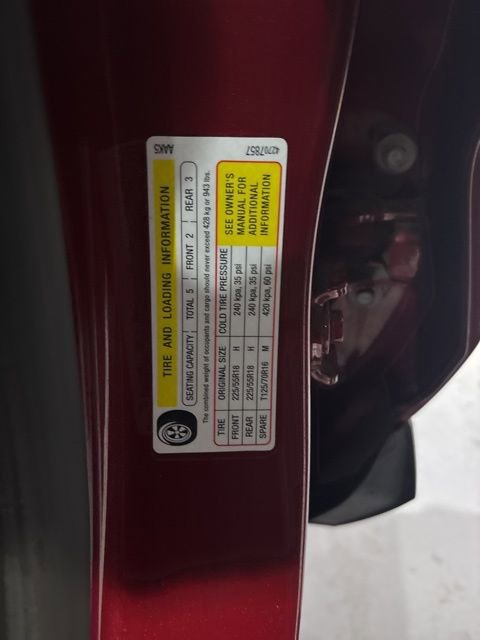 AAK5
42707857
TIRE AND LOADING INFORMATION
SEATING CAPACITY TOTAL 5 FRONT 2 REAR 3
The combined weight of occupants and cargo should never exceed 428 kg or 943 lbs.
TIRE ORIGINAL SIZE COLD TIRE PRESSURE
FRONT 225/55R18 H 240 kpa, 35 psi
REAR 225/55R18 H 240 kpa, 35 psi
SPARE T125/70R16 M 420 kpa, 60 psi
SEE OWNER'S
MANUAL FOR
ADDITIONAL
INFORMATION